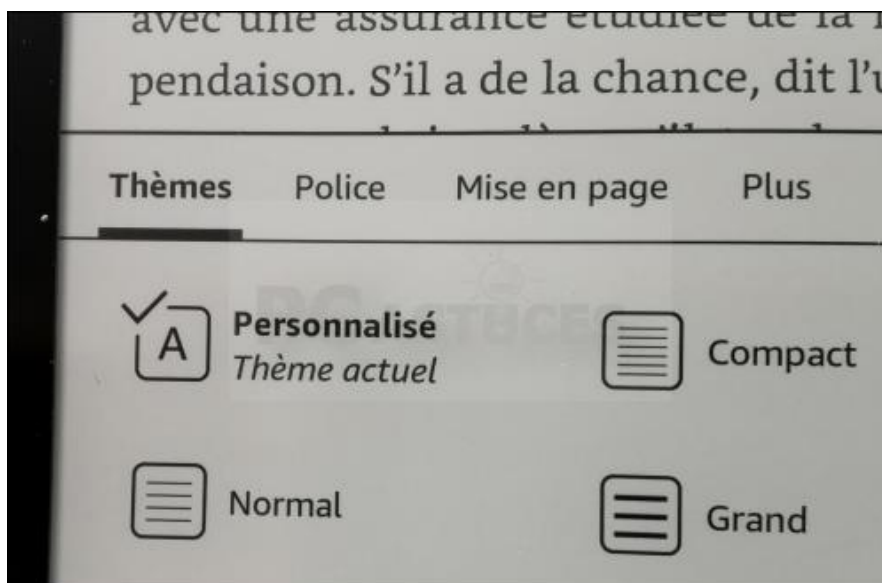 avec une assurance étudiée de la
pendaison. S'il a de la chance, dit l'u
Thèmes Police Mise en page Plus
A Personnalisé
Thème actuel
Compact
Normal
Grand